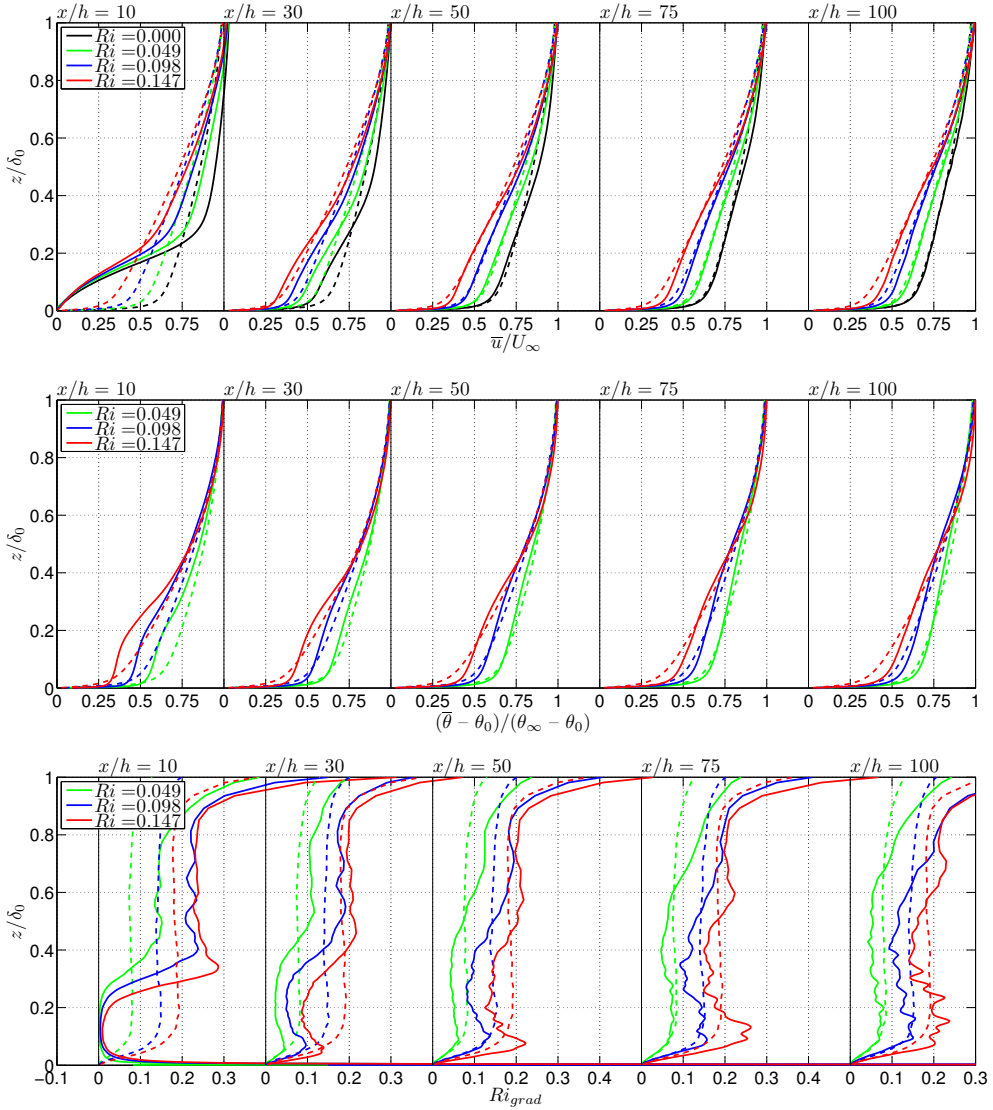 x/h = 10 x/h = 30 x/h = 50 x/h = 75 x/h = 100
Ri =0.000
Ri =0.049
Ri =0.098
Ri =0.147
1
0.8
0.6
0.4
0.2
0
z/δ0
0 0.25 0.5 0.75 0 0.25 0.5 0.75 0 0.25 0.5 0.75 1 0 0.25 0.5 0.75 1 0 0.25 0.5 0.75 1
u̅/U∞
x/h = 10 x/h = 30 x/h = 50 x/h = 75 x/h = 100
Ri =0.049
Ri =0.098
Ri =0.147
1
0.8
0.6
0.4
0.2
0
z/δ0
0 0.25 0.5 0.75 0 0.25 0.5 0.75 0 0.25 0.5 0.75 1 0 0.25 0.5 0.75 1 0 0.25 0.5 0.75 1
(θ̅ – θ0)/(θ∞ – θ0)
x/h = 10 x/h = 30 x/h = 50 x/h = 75 x/h = 100
Ri =0.049
Ri =0.098
Ri =0.147
1
0.8
0.6
0.4
0.2
0
z/δ0
−0.1 0 0.1 0.2 0.3 0 0.1 0.2 0.3 0 0.1 0.2 0.3 0.4 0 0.1 0.2 0.3 0.4 0 0.1 0.2 0.3
Rigrad